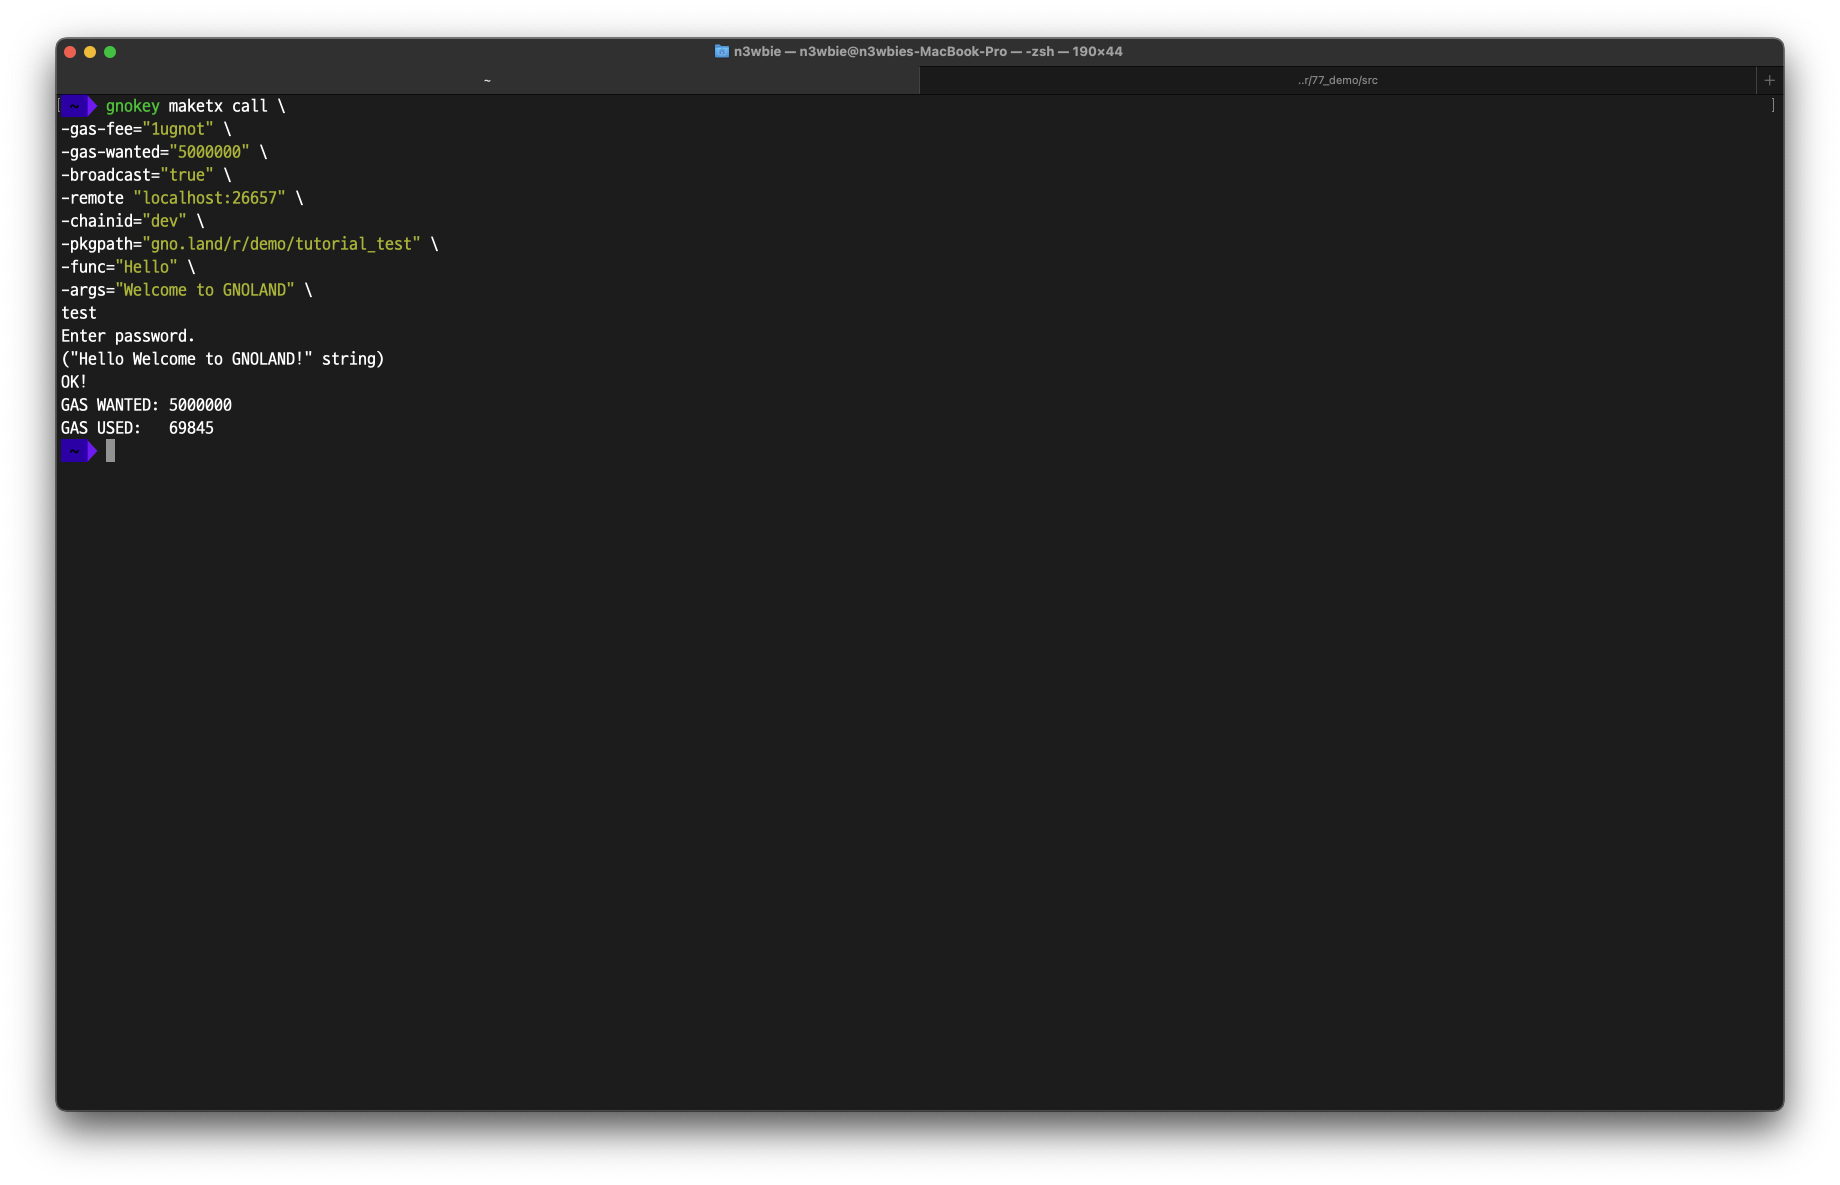 n3wbie — n3wbie@n3wbies-MacBook-Pro — -zsh — 190×44
~
..r/77_demo/src
+
[ ~ gnokey maketx call \ ]
-gas-fee="1ugnot" \
-gas-wanted="5000000" \
-broadcast="true" \
-remote "localhost:26657" \
-chainid="dev" \
-pkgpath="gno.land/r/demo/tutorial_test" \
-func="Hello" \
-args="Welcome to GNOLAND" \
test
Enter password.
("Hello Welcome to GNOLAND!" string)
OK!
GAS WANTED: 5000000
GAS USED:   69845
~